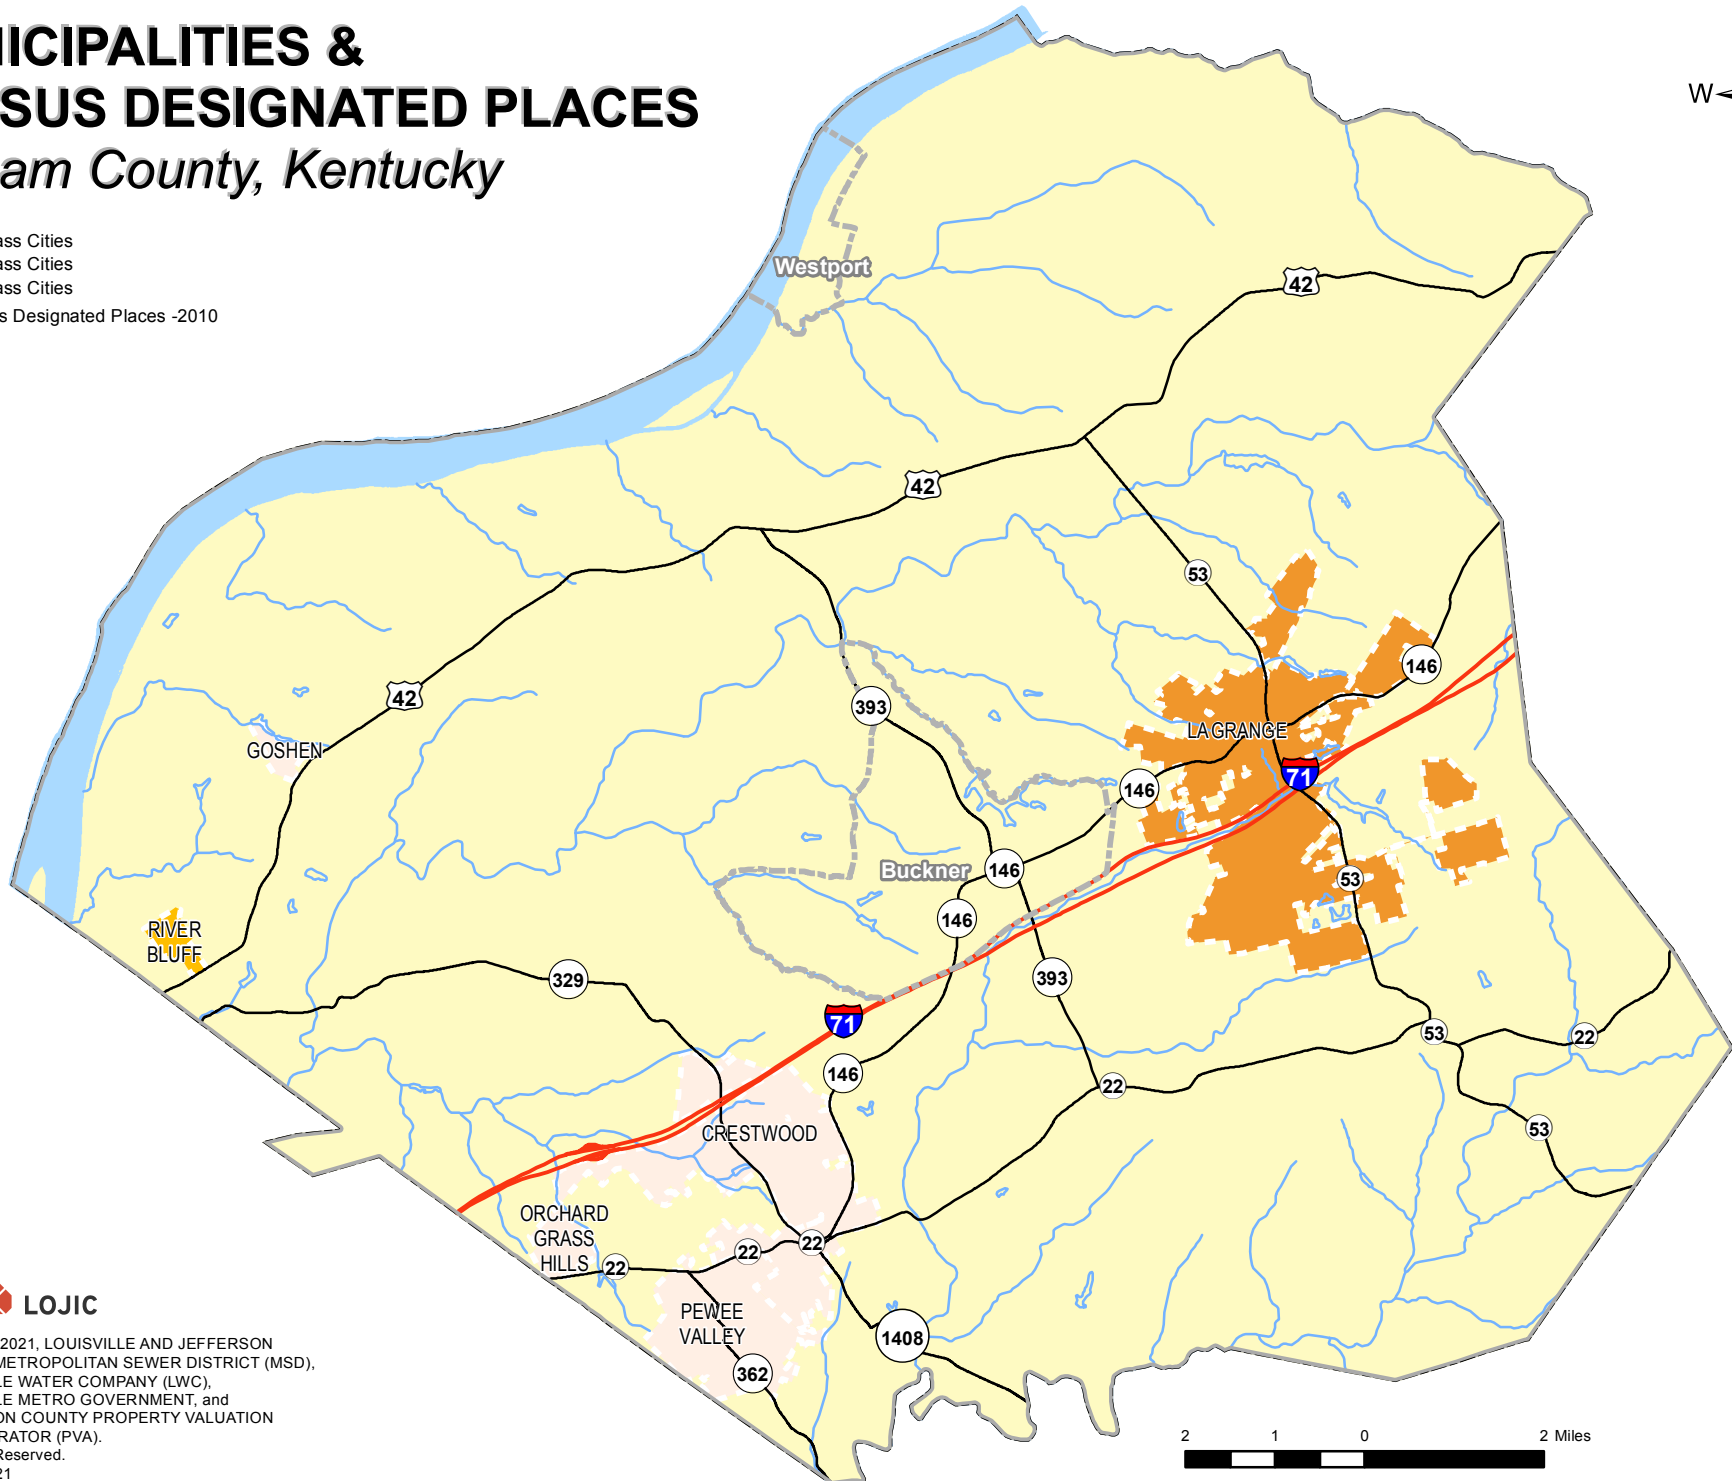 NICIPALITIES &
SUS DESIGNATED PLACES
am County, Kentucky
ass Cities
ass Cities
ass Cities
s Designated Places -2010
W
Westport
42
42
53
146
42
393
LA GRANGE
GOSHEN
71
146
Buckner
146
53
146
RIVER
BLUFF
329
393
71
53
22
146
22
53
CRESTWOOD
ORCHARD
GRASS
HILLS
22
22
22
PEWEE
VALLEY
1408
362
LOJIC
2021, LOUISVILLE AND JEFFERSON
METROPOLITAN SEWER DISTRICT (MSD),
LE WATER COMPANY (LWC),
LE METRO GOVERNMENT, and
ON COUNTY PROPERTY VALUATION
RATOR (PVA).
Reserved.
21
2 1 0 2 Miles